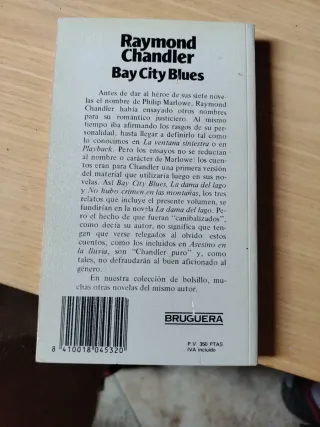 Raymond
Chandler
Bay City Blues
Antes de dar al héroe de sus siete nove-
las el nombre de Philip Marlowe, Raymond
Chandler había ensayado otros nombres
para su romántico justiciero. Al mismo
tiempo iba afirmando los rasgos de su per-
sonalidad, hasta llegar a definirlo tal como
lo conocimos en La ventana siniestra o en
Playback. Pero los ensayos no se reducían
al nombre o carácter de Marlowe: los cuen-
tos eran para Chandler una primera versión
del material que utilizaría luego en sus no-
velas. Así Bay City Blues, La dama del lago y
No hubo crimen en las montañas, los tres
relatos que incluye el presente volumen, se
fundirían en la novela La dama del lago. Pe-
ro el hecho de que fueran "canibalizados",
como decía su autor, no significa que ten-
gan que verse relegados al olvido estos
cuentos, como los incluidos en Asesino en
la lluvia, son "Chandler puro" y, como
tales, no defraudarán al buen aficionado al
género.
En nuestra colección de bolsillo, mu-
chas otras novelas del mismo autor.
8 410018 045320
BRUGUERA
P.V. 350 PTAS.
IVA incluido